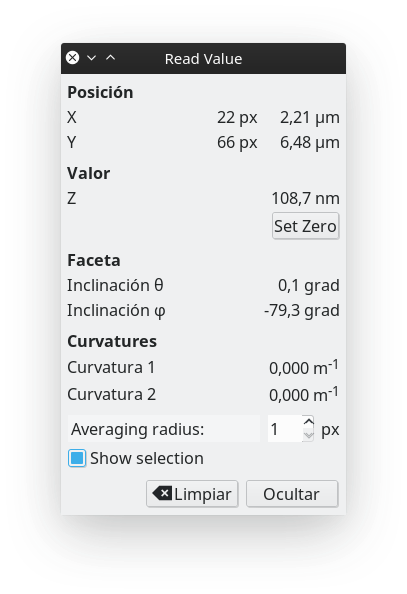 Read Value
Posición
X 22 px 2,21 µm
Y 66 px 6,48 µm
Valor
Z 108,7 nm
Set Zero
Faceta
Inclinación θ 0,1 grad
Inclinación φ -79,3 grad
Curvatures
Curvatura 1 0,000 m⁻¹
Curvatura 2 0,000 m⁻¹
Averaging radius: 1 px
Show selection
Limpiar Ocultar